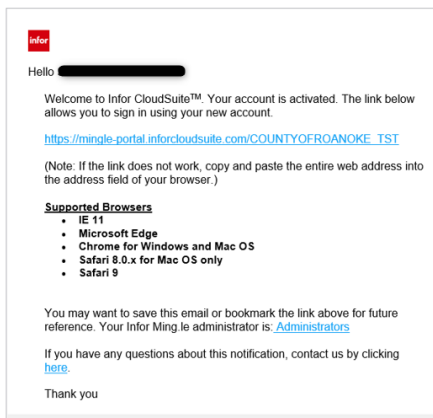 infor
Hello
Welcome to Infor CloudSuite™. Your account is activated. The link below
allows you to sign in using your new account.
https://mingle-portal.inforcloudsuite.com/COUNTYOFROANOKE_TST
(Note: If the link does not work, copy and paste the entire web address into
the address field of your browser.)
Supported Browsers
• IE 11
• Microsoft Edge
• Chrome for Windows and Mac OS
• Safari 8.0.x for Mac OS only
• Safari 9
You may want to save this email or bookmark the link above for future
reference. Your Infor Ming.le administrator is: Administrators
If you have any questions about this notification, contact us by clicking
here.
Thank you